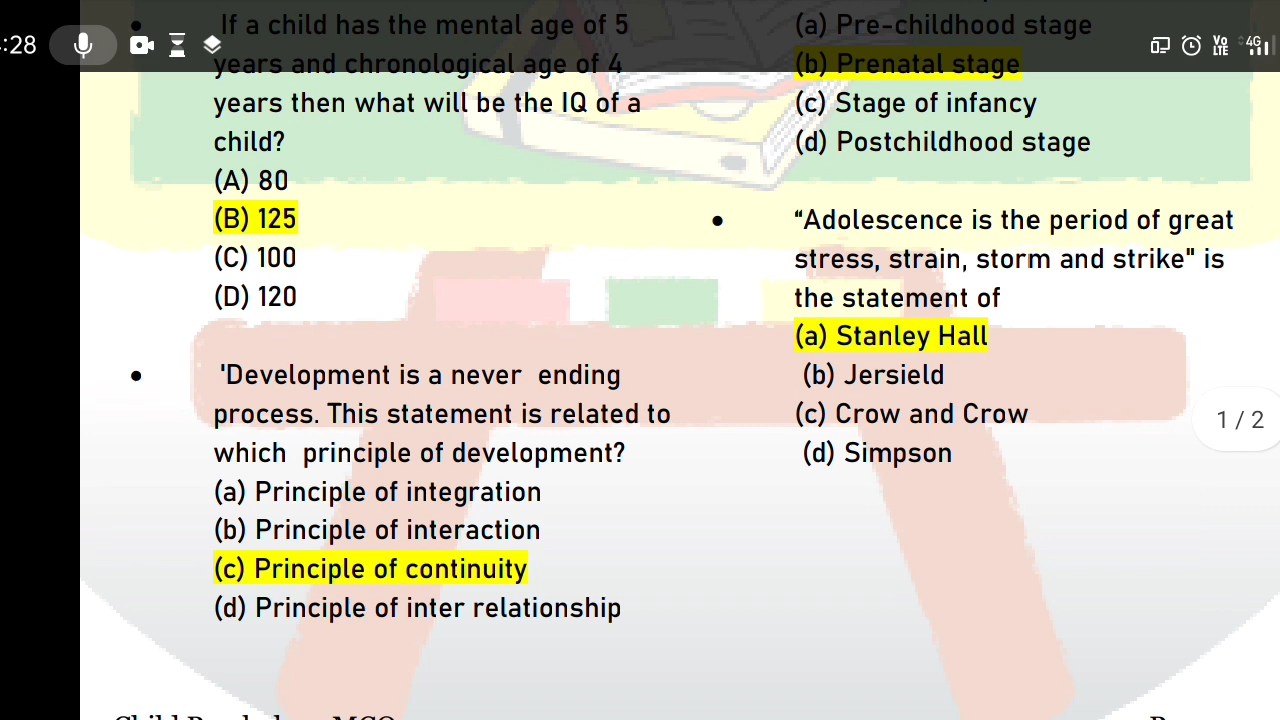 :28
Vo
LTE
4G
If a child has the mental age of 5
years and chronological age of 4
years then what will be the IQ of a
child?
(A) 80
(B) 125
(C) 100
(D) 120
'Development is a never  ending
process. This statement is related to
which  principle of development?
(a) Principle of integration
(b) Principle of interaction
(c) Principle of continuity
(d) Principle of inter relationship
(a) Pre-childhood stage
(b) Prenatal stage
(c) Stage of infancy
(d) Postchildhood stage
“Adolescence is the period of great
stress, strain, storm and strike" is
the statement of
(a) Stanley Hall
(b) Jersield
(c) Crow and Crow
(d) Simpson
1 / 2